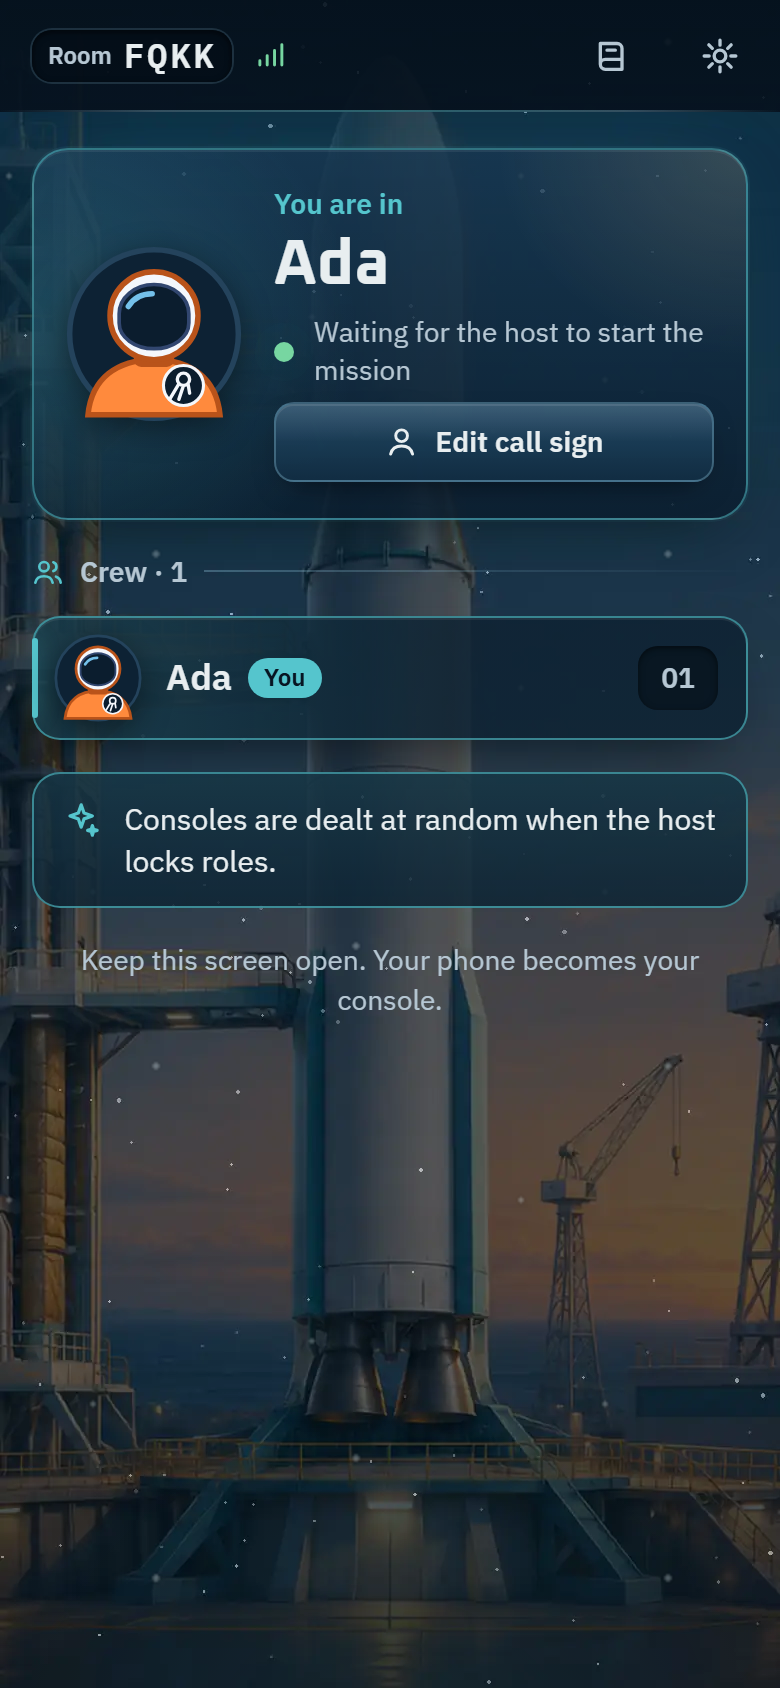 Room FQKK
You are in
Ada
Waiting for the host to start the
mission
Edit call sign
Crew · 1
Ada You 01
Consoles are dealt at random when the host
locks roles.
Keep this screen open. Your phone becomes your
console.